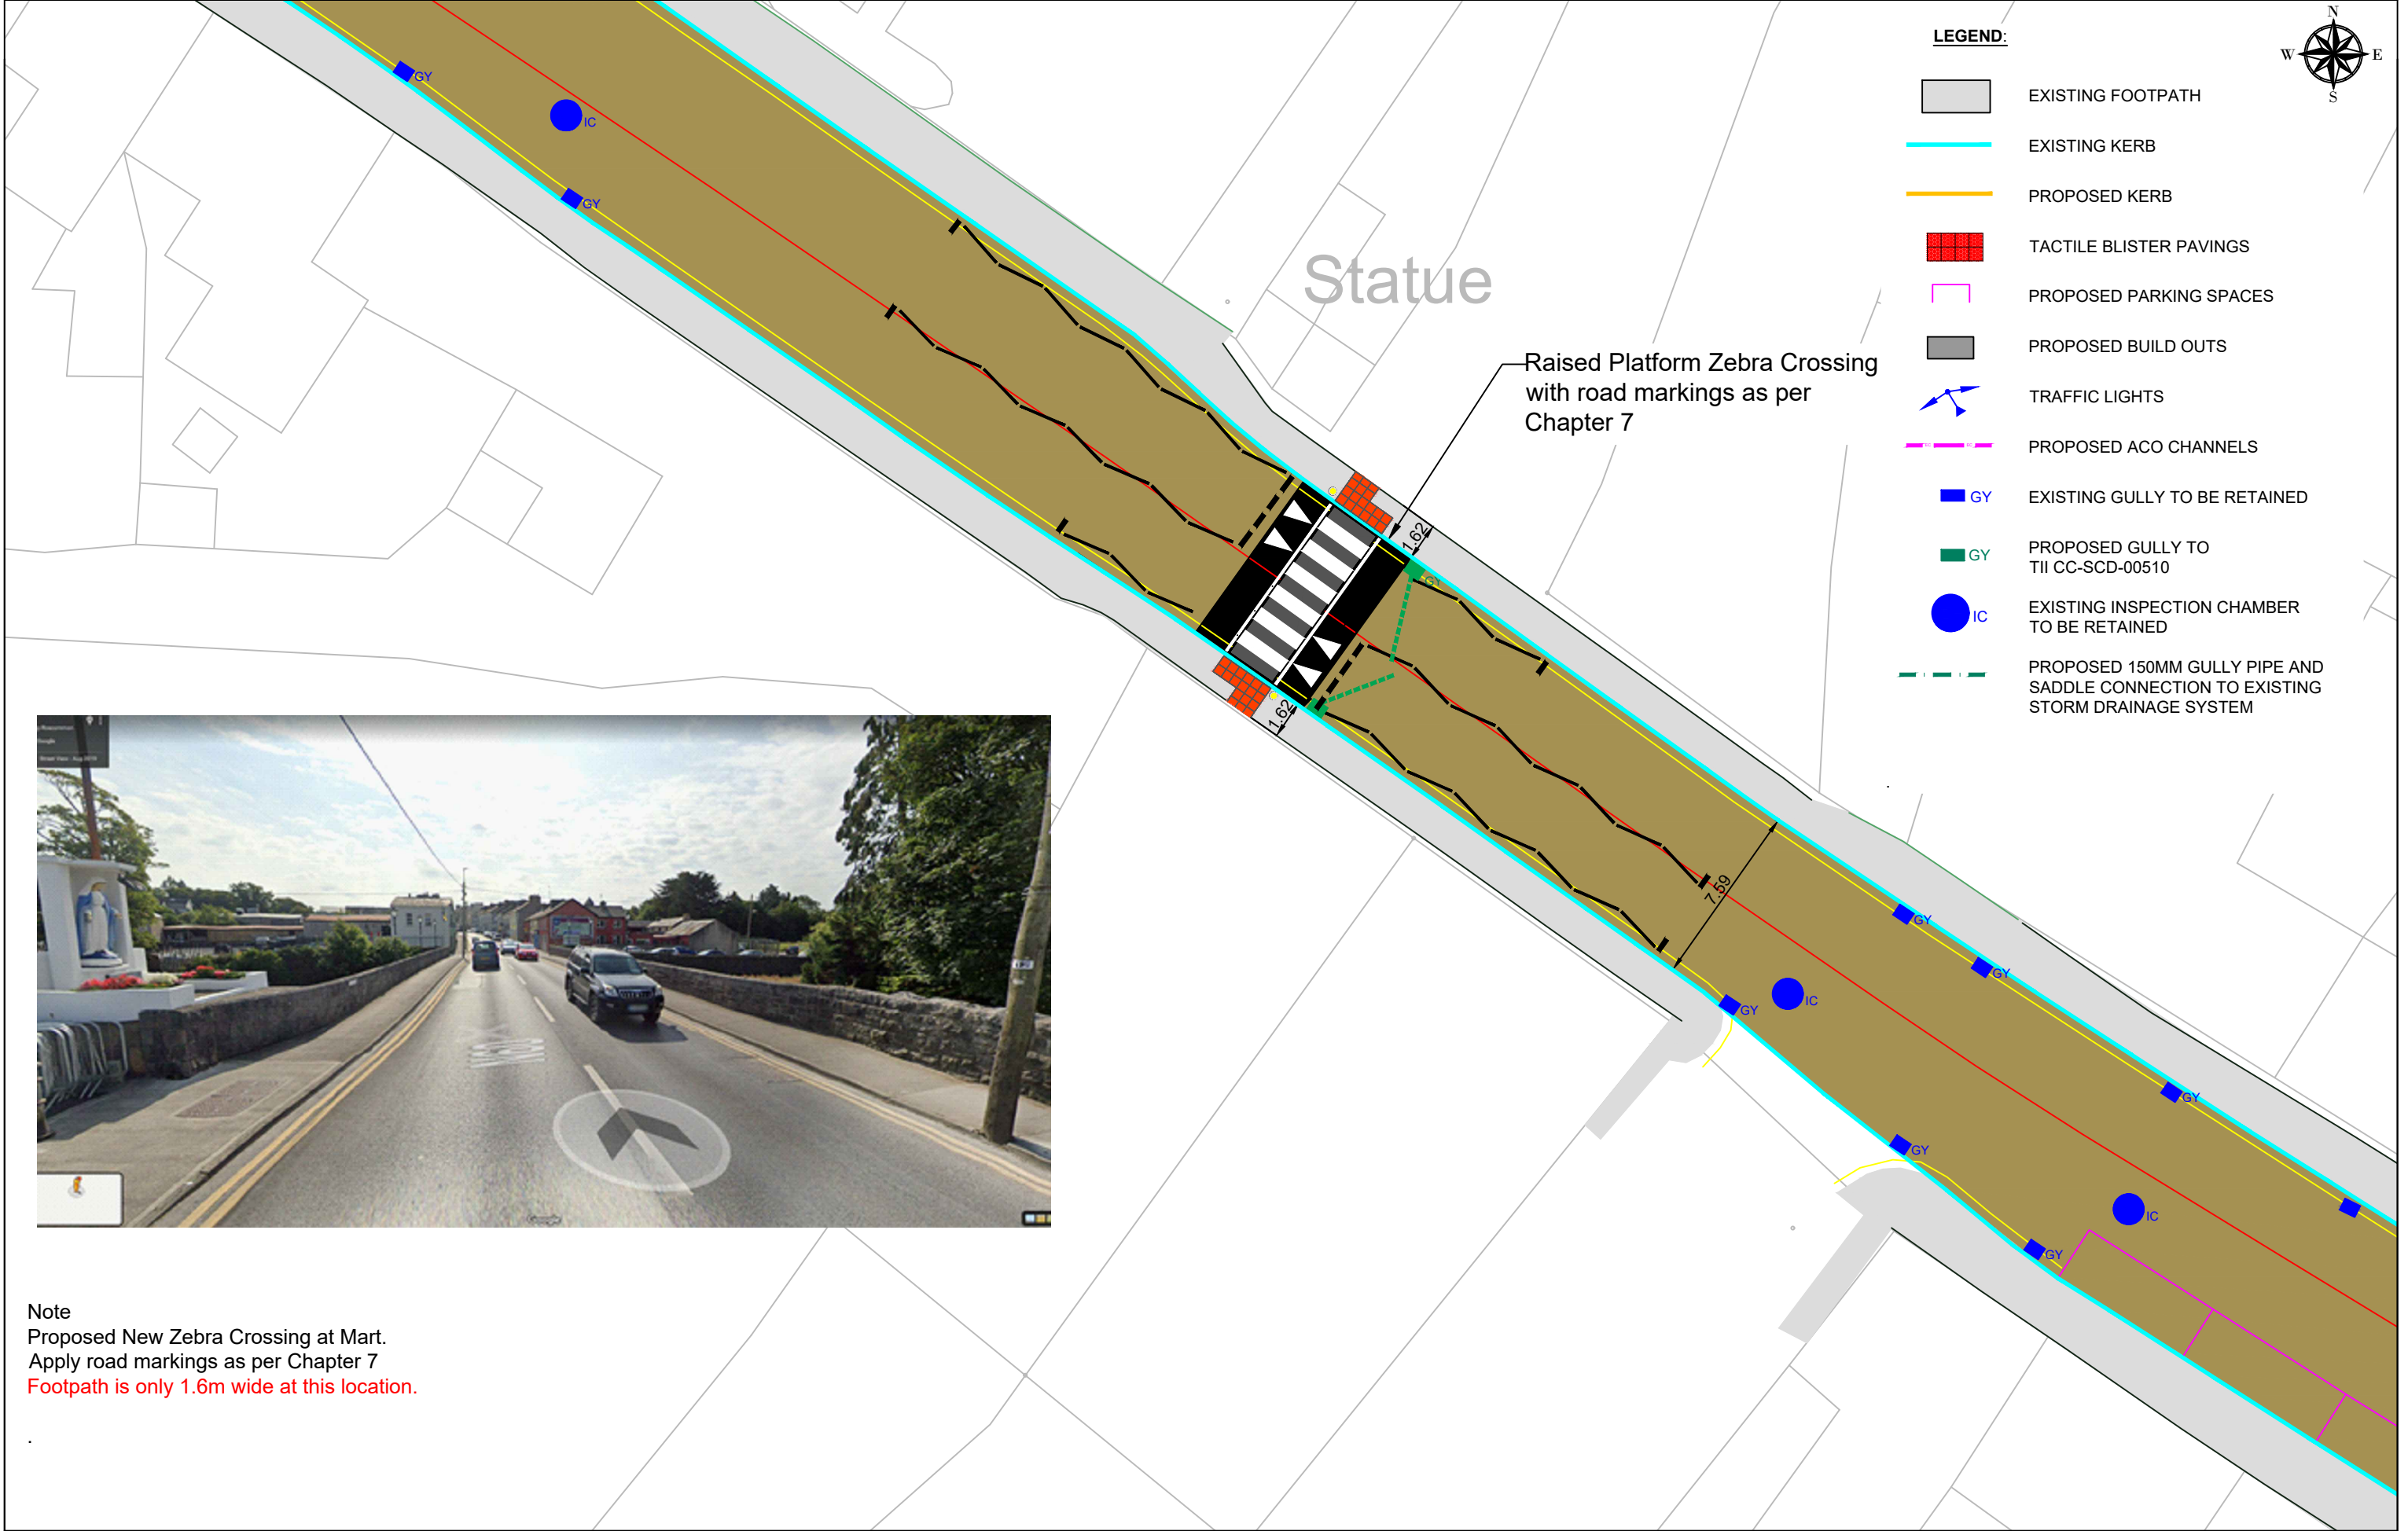 N
W E
S
LEGEND:
EXISTING FOOTPATH
EXISTING KERB
PROPOSED KERB
TACTILE BLISTER PAVINGS
PROPOSED PARKING SPACES
PROPOSED BUILD OUTS
TRAFFIC LIGHTS
PROPOSED ACO CHANNELS
GY EXISTING GULLY TO BE RETAINED
GY PROPOSED GULLY TO
TII CC-SCD-00510
IC EXISTING INSPECTION CHAMBER
TO BE RETAINED
PROPOSED 150MM GULLY PIPE AND
SADDLE CONNECTION TO EXISTING
STORM DRAINAGE SYSTEM
GY
IC
GY
Statue
Raised Platform Zebra Crossing
with road markings as per
Chapter 7
1.62
GY
1.62
7.59
GY
GY
IC
GY
GY
GY
IC
GY
Google
Note
Proposed New Zebra Crossing at Mart.
Apply road markings as per Chapter 7
Footpath is only 1.6m wide at this location.
.